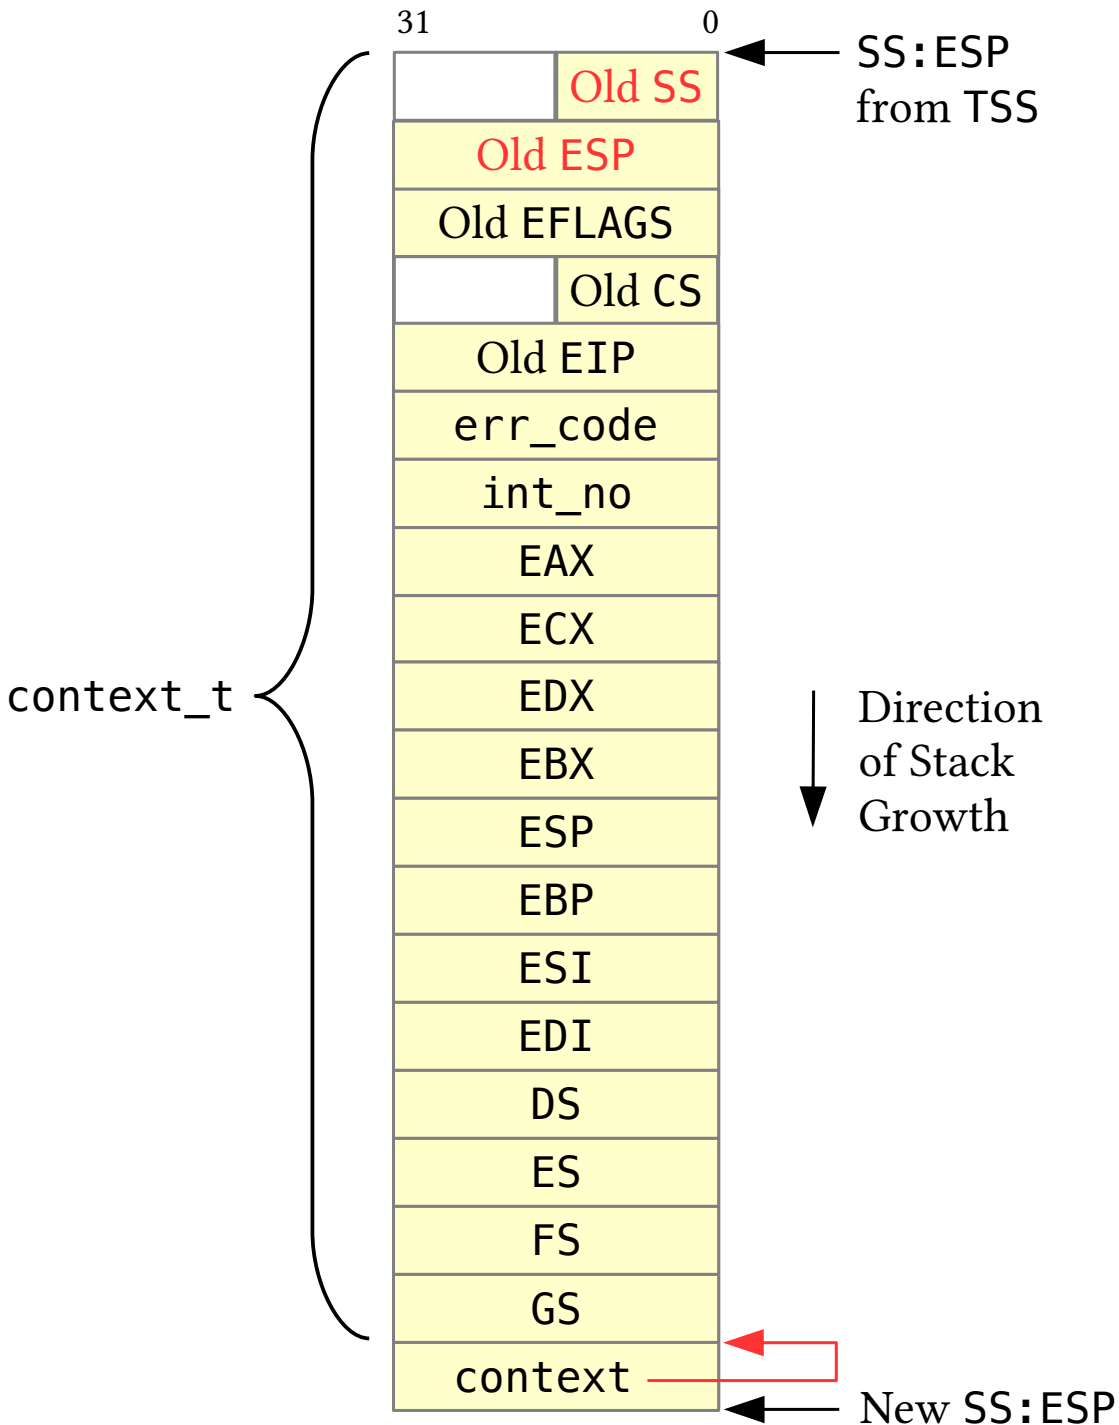 31 0
SS:ESP
from TSS
Old SS
Old ESP
Old EFLAGS
Old CS
Old EIP
err_code
int_no
EAX
ECX
EDX
context_t
Direction
of Stack
Growth
EBX
ESP
EBP
ESI
EDI
DS
ES
FS
GS
context
New SS:ESP